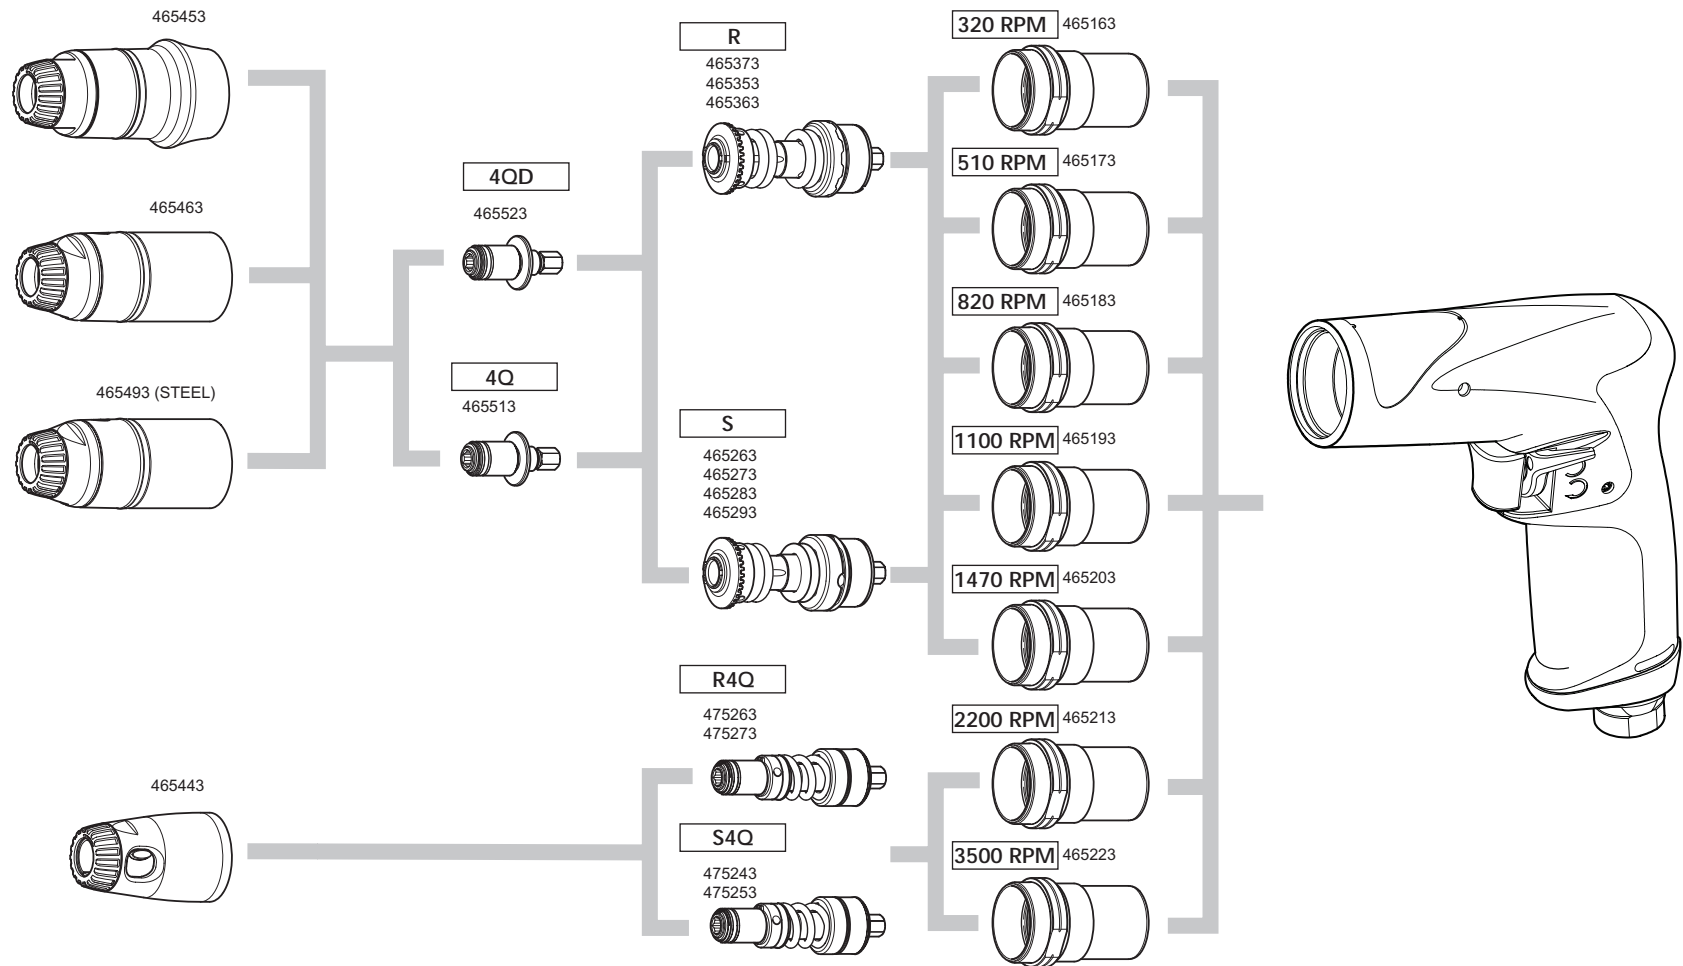 465453
465463
465493 (STEEL)
465443
4QD
465523
4Q
465513
R
465373
465353
465363
S
465263
465273
465283
465293
R4Q
475263
475273
S4Q
475243
475253
320 RPM 465163
510 RPM 465173
820 RPM 465183
1100 RPM 465193
1470 RPM 465203
2200 RPM 465213
3500 RPM 465223